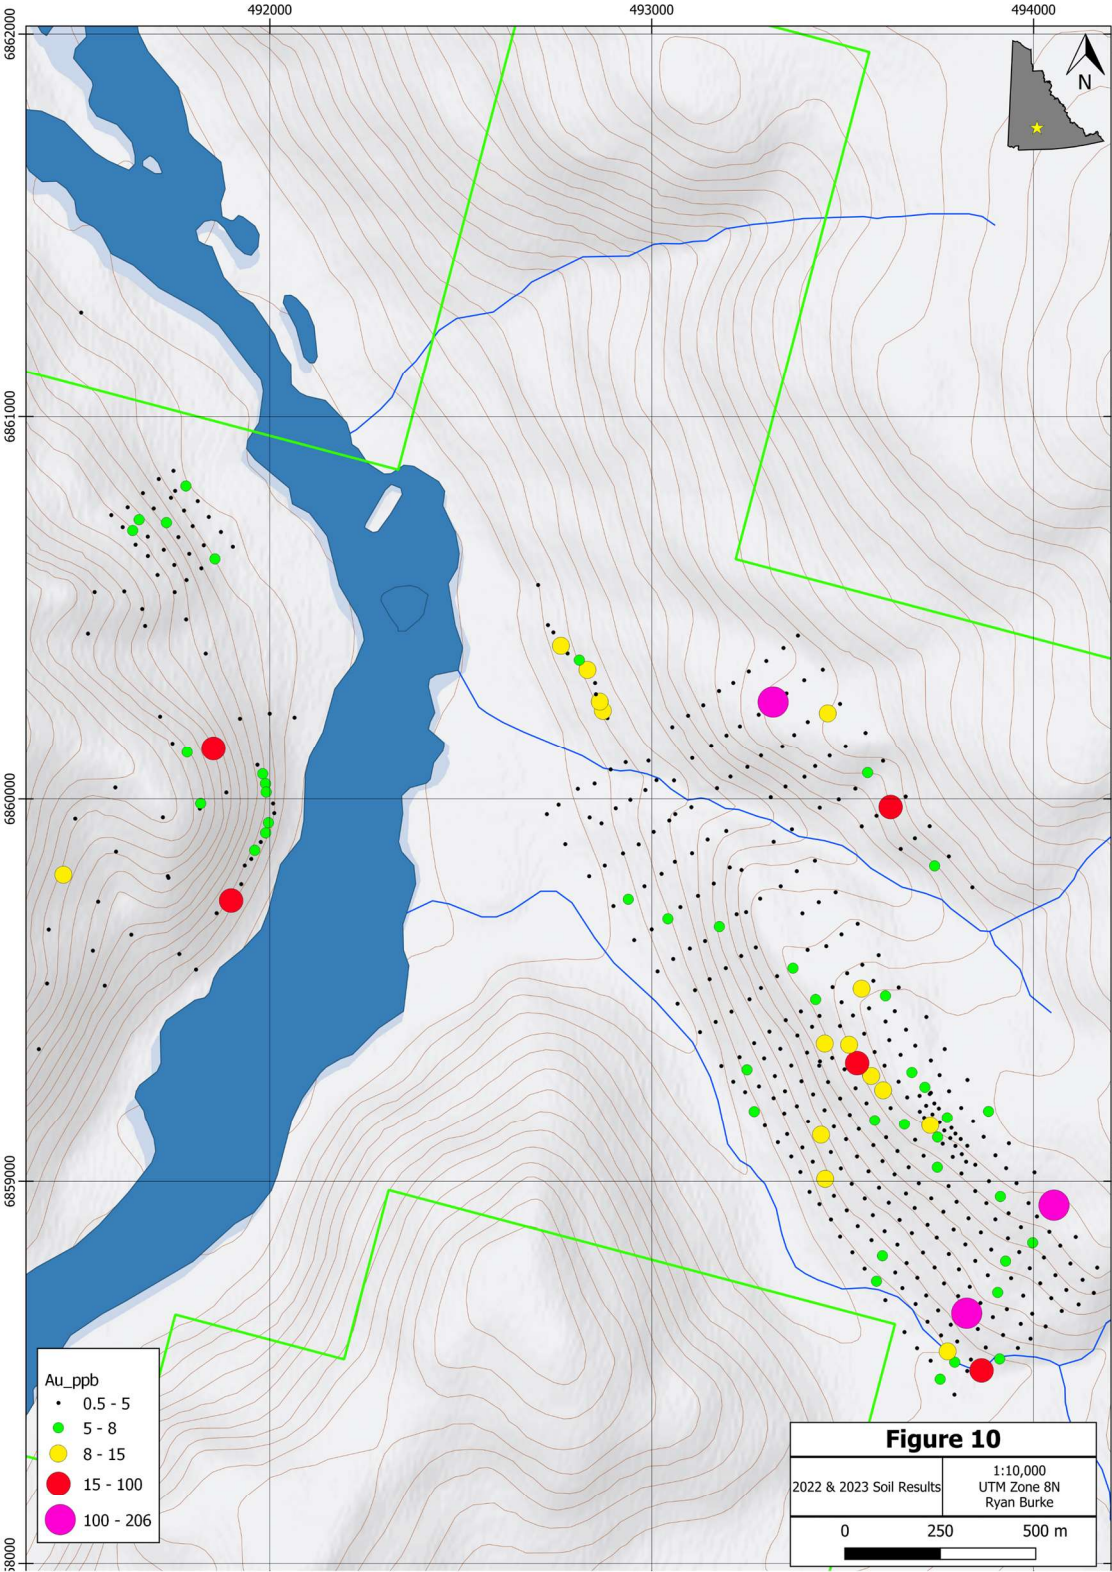 492000
493000
494000
6862000
N
6861000
6860000
6859000
58000
Au_ppb
0.5 - 5
5 - 8
8 - 15
15 - 100
100 - 206
Figure 10
2022 & 2023 Soil Results
1:10,000
UTM Zone 8N
Ryan Burke
0 250 500 m